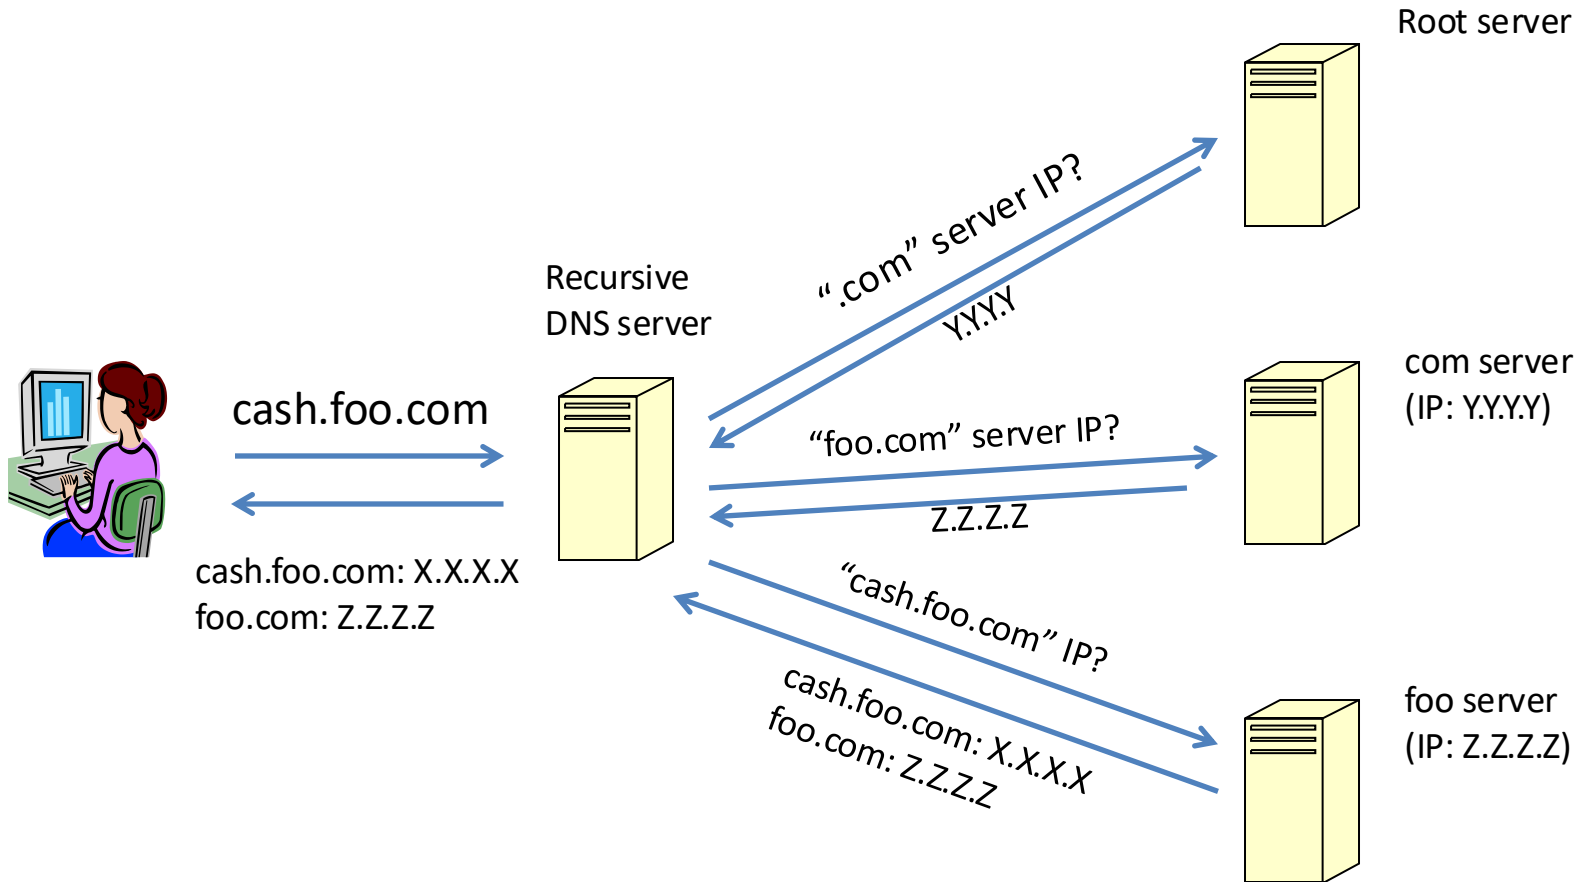 Root server
“.com” server IP?
Y.Y.Y.Y
Recursive
DNS server
com server
(IP: Y.Y.Y.Y)
cash.foo.com
“foo.com” server IP?
Z.Z.Z.Z
cash.foo.com: X.X.X.X
foo.com: Z.Z.Z.Z
“cash.foo.com” IP?
cash.foo.com: X.X.X.X
foo.com: Z.Z.Z.Z
foo server
(IP: Z.Z.Z.Z)